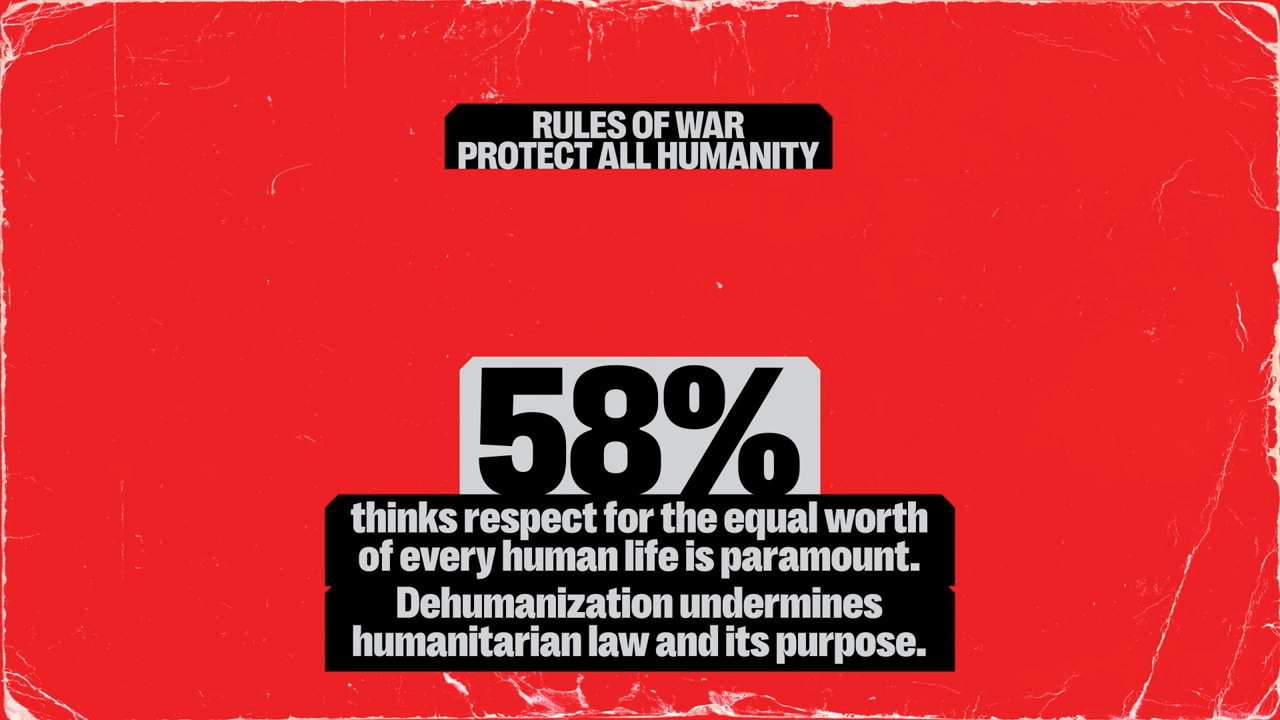 RULES OF WAR
PROTECT ALL HUMANITY
58%
thinks respect for the equal worth
of every human life is paramount.
Dehumanization undermines
humanitarian law and its purpose.